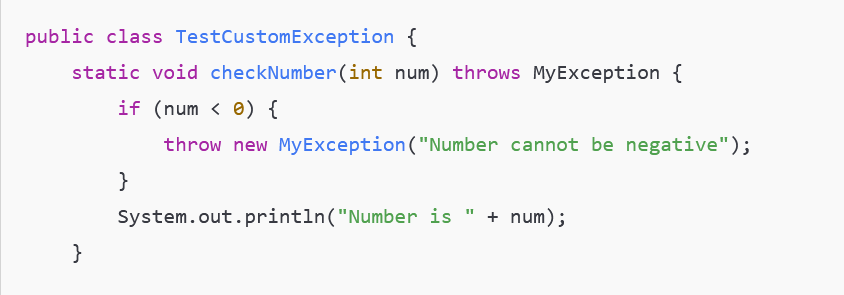 public class TestCustomException {
    static void checkNumber(int num) throws MyException {
        if (num < 0) {
            throw new MyException("Number cannot be negative");
        }
        System.out.println("Number is " + num);
    }